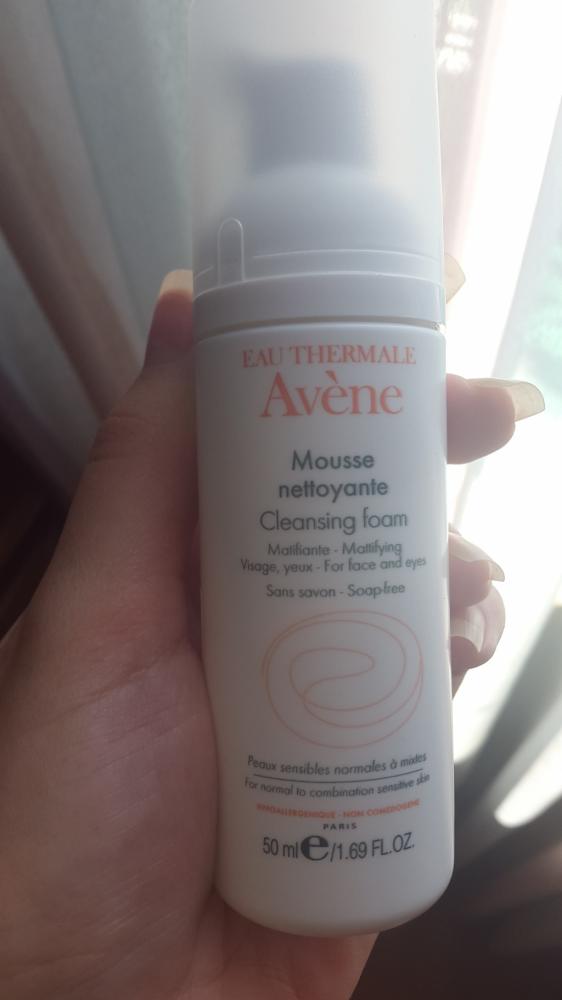 EAU THERMALE
Avène
Mousse
nettoyante
Cleansing foam
Matifiante - Mattifying
Visage, yeux - For face and eyes
Sans savon - Soap-free
Peaux sensibles normales à mixtes
For normal to combination sensitive skin
HYPOALLERGENIQUE - NON COMEDOGENE
PARIS
50 ml e/1.69 FL.OZ.